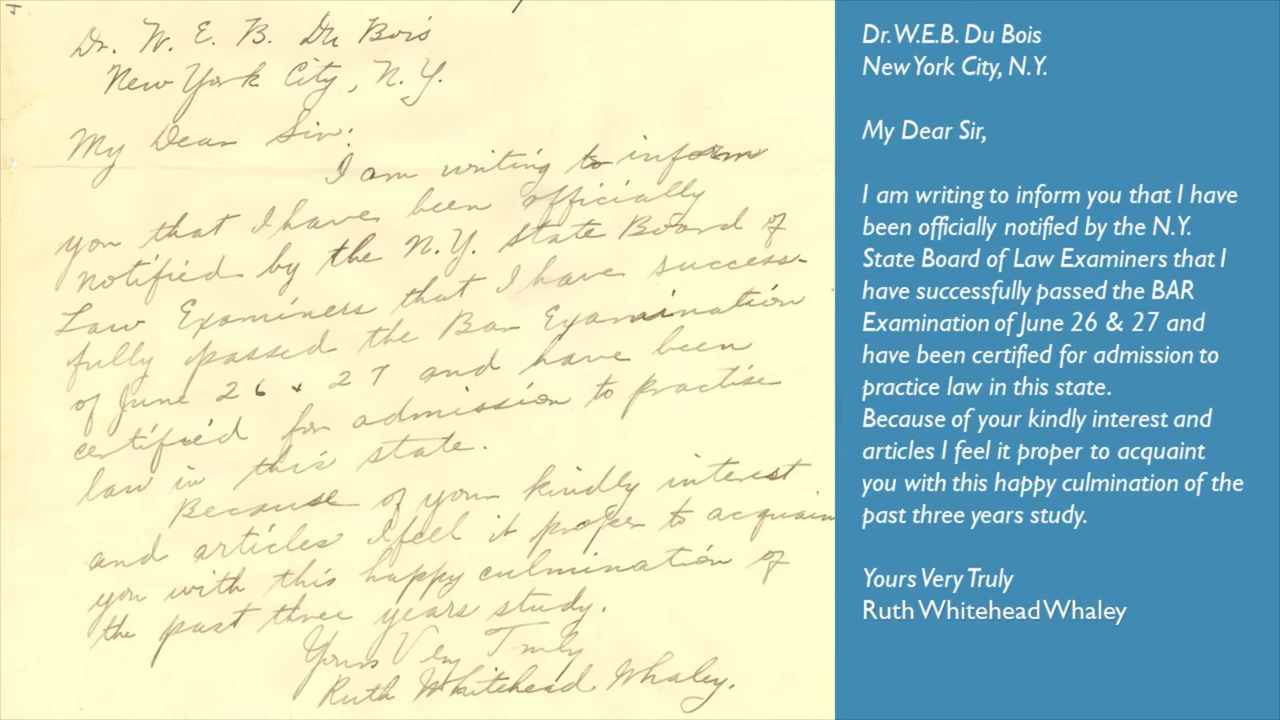 Dr. W. E. B. Du Bois
New York City, N.Y.
My Dear Sir:
I am writing to inform
you that I have been officially
notified by the N.Y. State Board of
Law Examiners that I have success-
fully passed the Bar Examination
of June 26 & 27 and have been
certified for admission to practise
law in this state.
Because of your kindly interest
and articles I feel it proper to acquain
you with this happy culmination of
the past three years study.
Yours Very Truly
Ruth Whitehead Whaley.
Dr. W.E.B. Du Bois
New York City, N.Y.
My Dear Sir,
I am writing to inform you that I have
been officially notified by the N.Y.
State Board of Law Examiners that I
have successfully passed the BAR
Examination of June 26 & 27 and
have been certified for admission to
practice law in this state.
Because of your kindly interest and
articles I feel it proper to acquaint
you with this happy culmination of the
past three years study.
Yours Very Truly
Ruth Whitehead Whaley